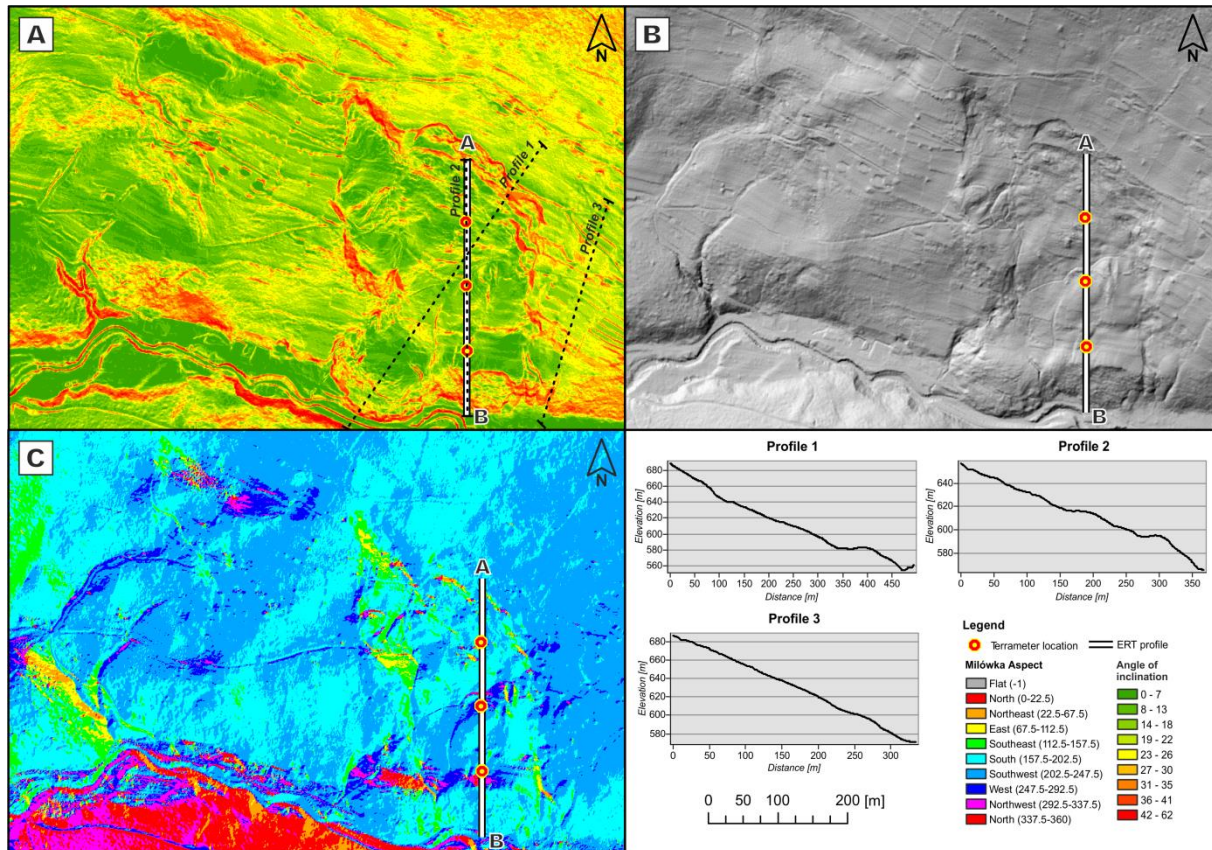 A
N
A
Profile 1
Profile 2
Profile 3
B
B
N
A
B
C
N
A
B
Profile 1
680
660
640
620
600
580
560
Elevation [m]
0 50 100 150 200 250 300 350 400 450
Distance [m]
Profile 2
640
620
600
580
Elevation [m]
0 50 100 150 200 250 300 350
Distance [m]
Profile 3
680
660
640
620
600
580
Elevation [m]
0 50 100 150 200 250 300
Distance [m]
0 50 100 200 [m]
Legend
Terrameter location
ERT profile
Milówka Aspect
Flat (-1)
North (0-22.5)
Northeast (22.5-67.5)
East (67.5-112.5)
Southeast (112.5-157.5)
South (157.5-202.5)
Southwest (202.5-247.5)
West (247.5-292.5)
Northwest (292.5-337.5)
North (337.5-360)
Angle of
inclination
0 - 7
8 - 13
14 - 18
19 - 22
23 - 26
27 - 30
31 - 35
36 - 41
42 - 62